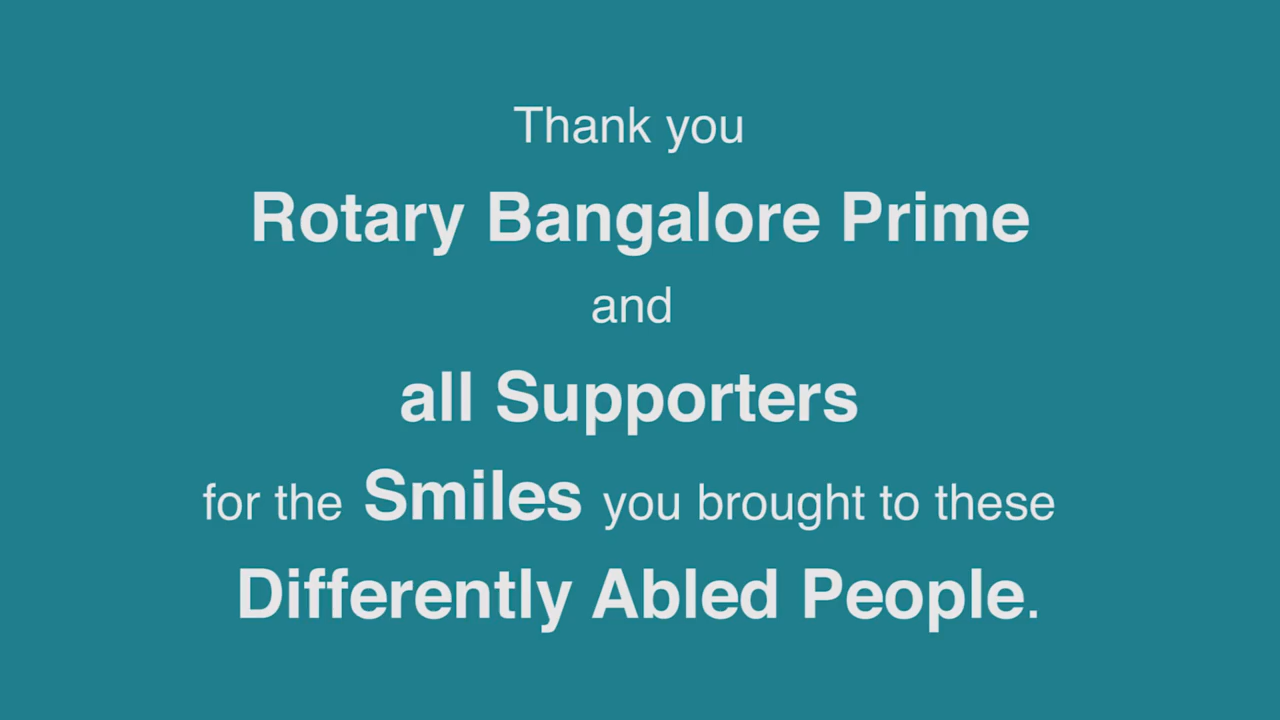 Thank you
Rotary Bangalore Prime
and
all Supporters
for the Smiles you brought to these
Differently Abled People.